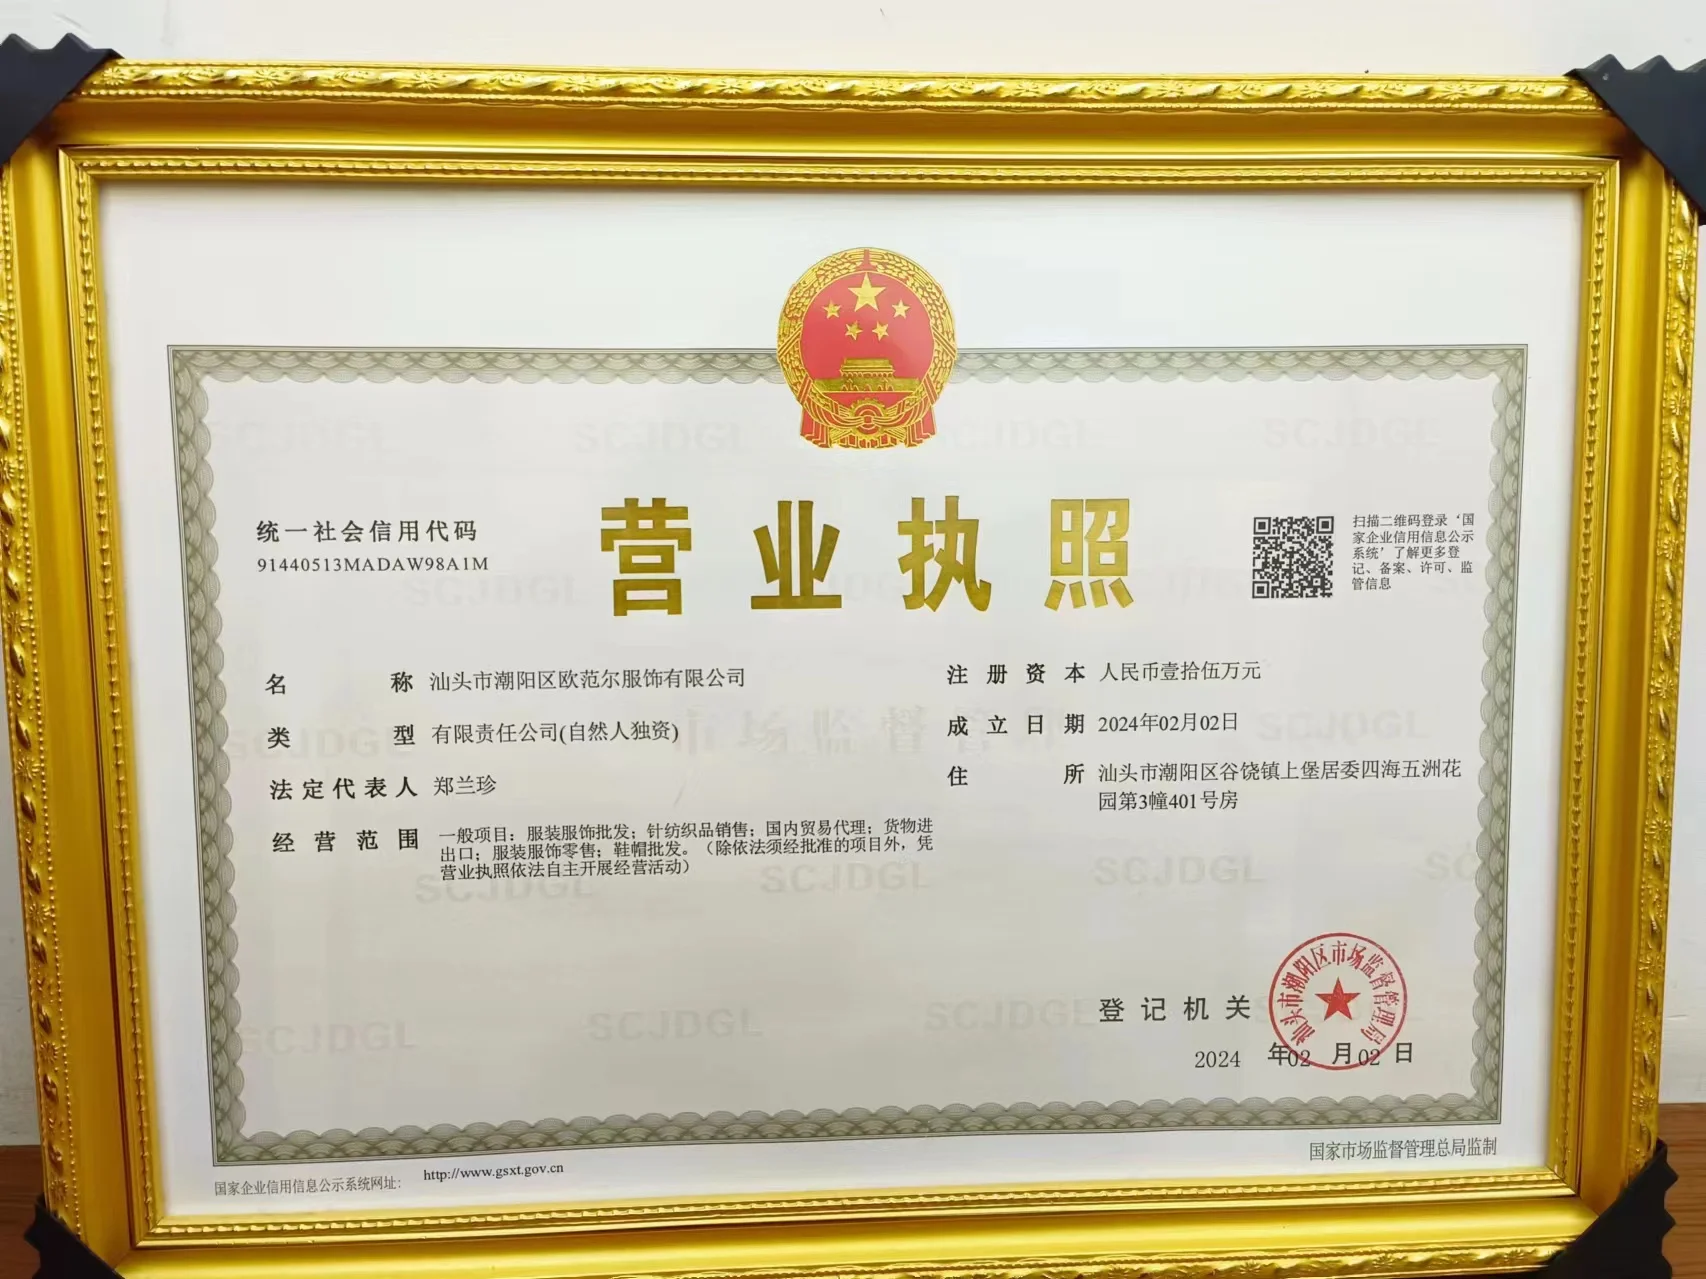 营业执照
统一社会信用代码
91440513MADAW98A1M
扫描二维码登录‘国
家企业信用信息公示
系统’了解更多登
记、备案、许可、监
管信息
名称 汕头市潮阳区欧范尔服饰有限公司
类型 有限责任公司(自然人独资)
法定代表人 郑兰珍
经营范围 一般项目：服装服饰批发；针纺织品销售；国内贸易代理；货物进
出口；服装服饰零售；鞋帽批发。（除依法须经批准的项目外，凭
营业执照依法自主开展经营活动）
注册资本 人民币壹拾伍万元
成立日期 2024年02月02日
住所 汕头市潮阳区谷饶镇上堡居委四海五洲花
园第3幢401号房
登记机关
汕头市潮阳区市场监督管理局
2024 年02 月02 日
国家企业信用信息公示系统网址： http://www.gsxt.gov.cn
国家市场监督管理总局监制
SCJDGL
市场监督管理